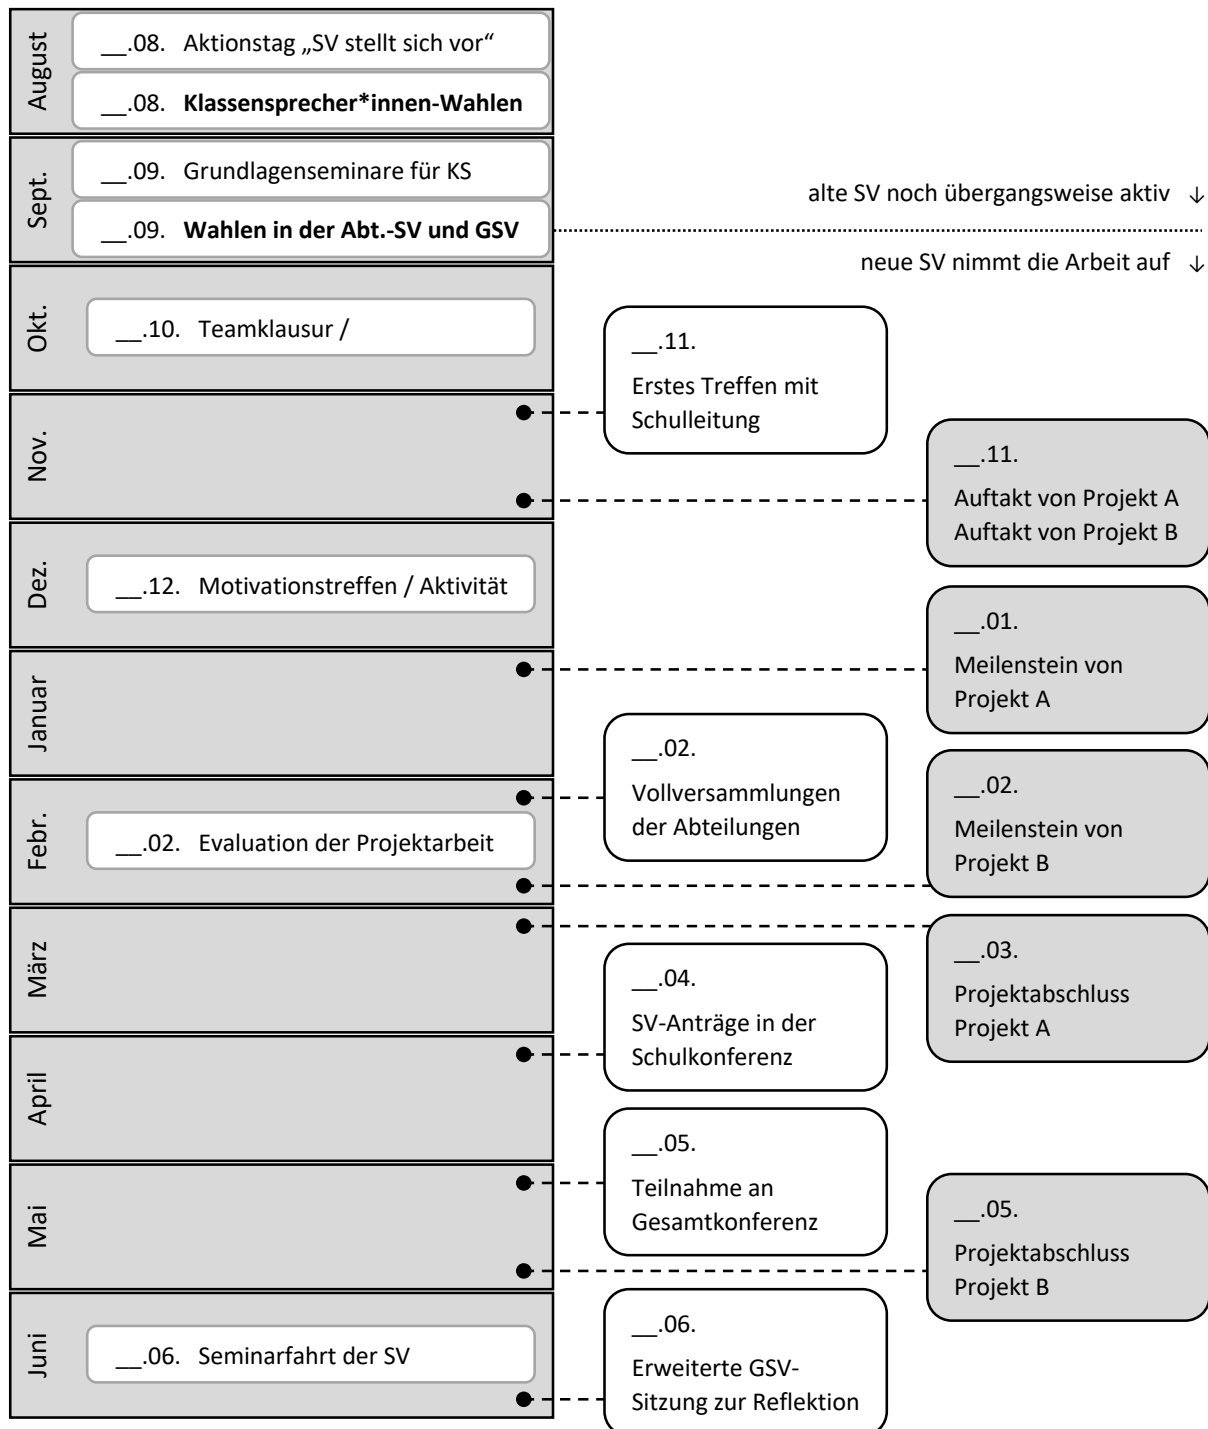 August
__.08. Aktionstag „SV stellt sich vor“
__.08. Klassensprecher*innen-Wahlen
Sept.
__.09. Grundlagenseminare für KS
__.09. Wahlen in der Abt.-SV und GSV
alte SV noch übergangsweise aktiv ↓
neue SV nimmt die Arbeit auf ↓
Okt.
__.10. Teamklausur /
__.11.
Erstes Treffen mit
Schulleitung
Nov.
__.11.
Auftakt von Projekt A
Auftakt von Projekt B
Dez.
__.12. Motivationstreffen / Aktivität
__.01.
Meilenstein von
Projekt A
Januar
__.02.
Vollversammlungen
der Abteilungen
Febr.
__.02. Evaluation der Projektarbeit
__.02.
Meilenstein von
Projekt B
März
__.03.
Projektabschluss
Projekt A
__.04.
SV-Anträge in der
Schulkonferenz
April
__.05.
Teilnahme an
Gesamtkonferenz
Mai
__.05.
Projektabschluss
Projekt B
Juni
__.06. Seminarfahrt der SV
__.06.
Erweiterte GSV-
Sitzung zur Reflektion